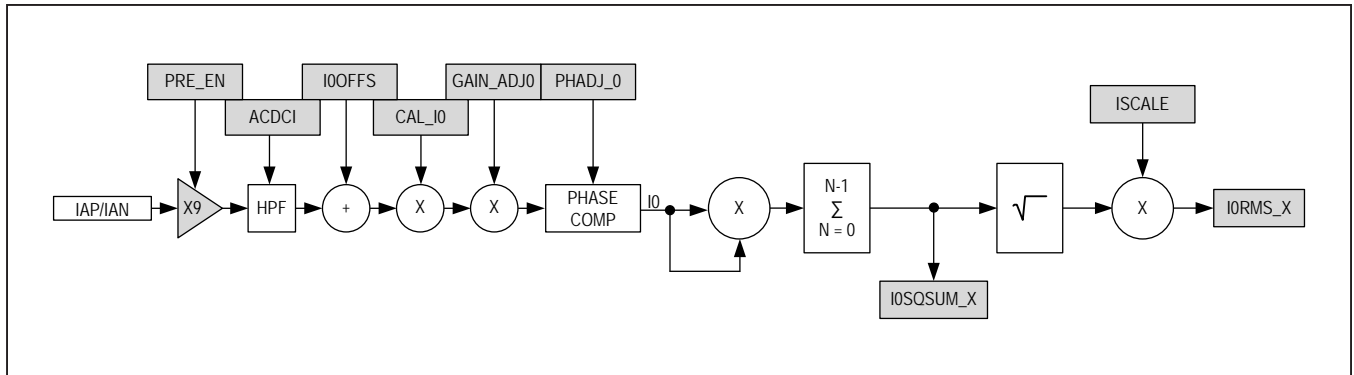 PRE_EN
I0OFFS
GAIN_ADJ0
PHADJ_0
ACDCI
CAL_I0
ISCALE
IAP/IAN
X9
HPF
+
X
X
PHASE
COMP
I0
X
N-1
Σ
N = 0
√
X
I0RMS_X
I0SQSUM_X